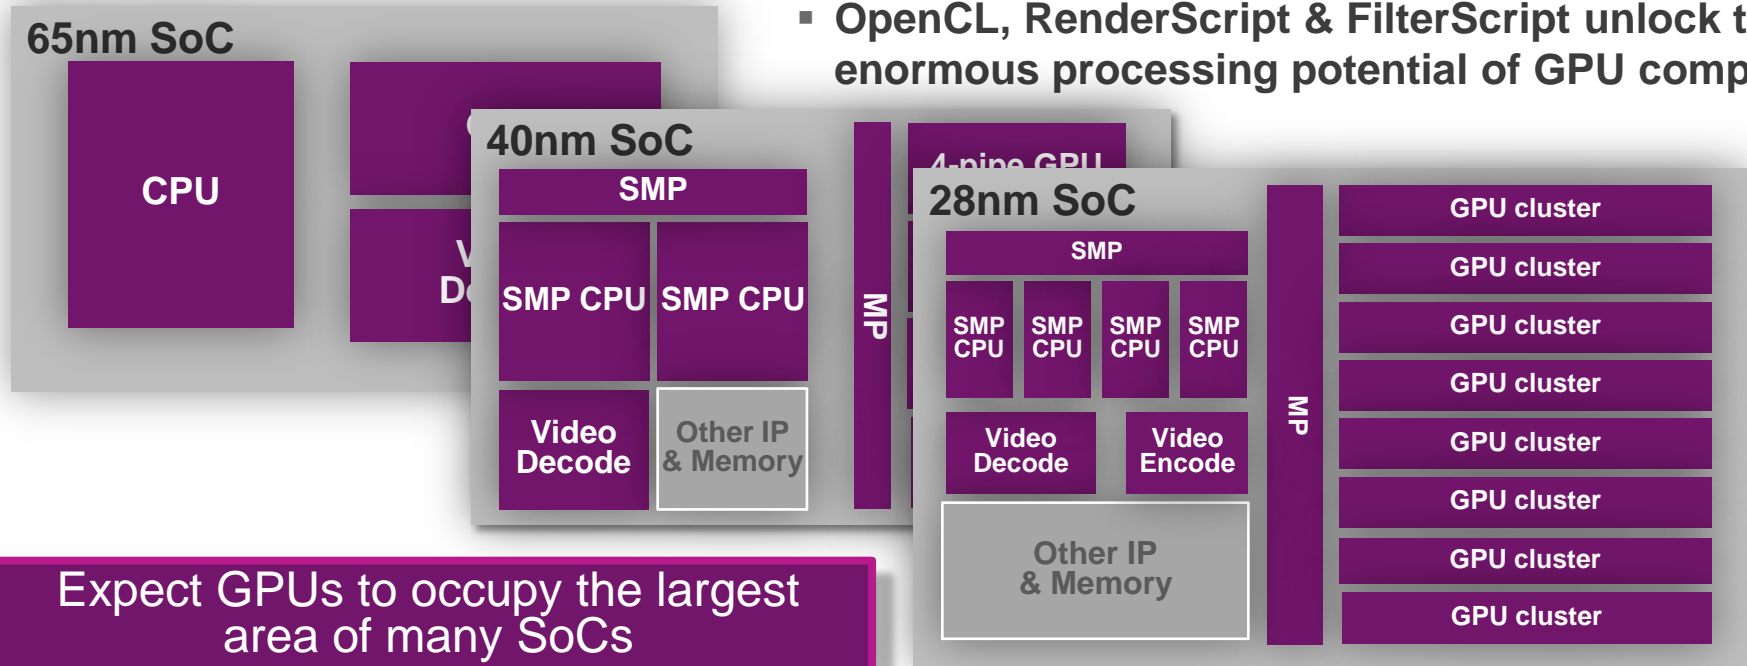 OpenCL, RenderScript & FilterScript unlock
enormous processing potential of GPU
65nm SoC
CPU
40nm SoC
SMP
SMP CPU SMP CPU
Video
Decode
Other IP
& Memory
MP
4-pipe GPU
28nm SoC
SMP
SMP
CPU
SMP
CPU
SMP
CPU
SMP
CPU
Video
Decode
Video
Encode
Other IP
& Memory
MP
GPU cluster
GPU cluster
GPU cluster
GPU cluster
GPU cluster
GPU cluster
GPU cluster
GPU cluster
Expect GPUs to occupy the largest
area of many SoCs